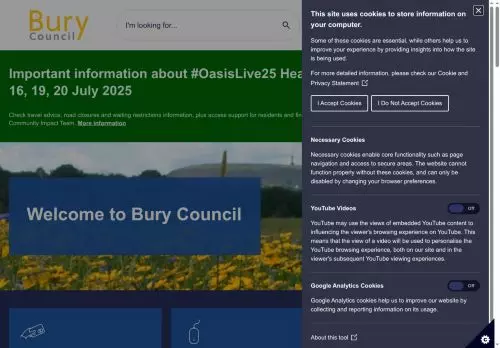 Bury
Council
I'm looking for...
Important information about #OasisLive25 Hea
16, 19, 20 July 2025
Check travel advice, road closures and waiting restrictions information, plus access support for residents and
Community Impact Team. More information
Welcome to Bury Council
This site uses cookies to store information on
your computer.
Some of these cookies are essential, while others help us to
improve your experience by providing insights into how the site
is being used.
For more detailed information, please check our Cookie and
Privacy Statement
I Accept Cookies
I Do Not Accept Cookies
Necessary Cookies
Necessary cookies enable core functionality such as page
navigation and access to secure areas. The website cannot
function properly without these cookies, and can only be
disabled by changing your browser preferences.
YouTube Videos
Off
YouTube may use the views of embedded YouTube content to
influencing the viewer's browsing experience on YouTube. This
means that the view of a video will be used to personalise the
YouTube browsing experience, both on our site and in the
viewer's subsequent YouTube viewing experiences.
Google Analytics Cookies
Off
Google Analytics cookies help us to improve our website by
collecting and reporting information on its usage.
About this tool